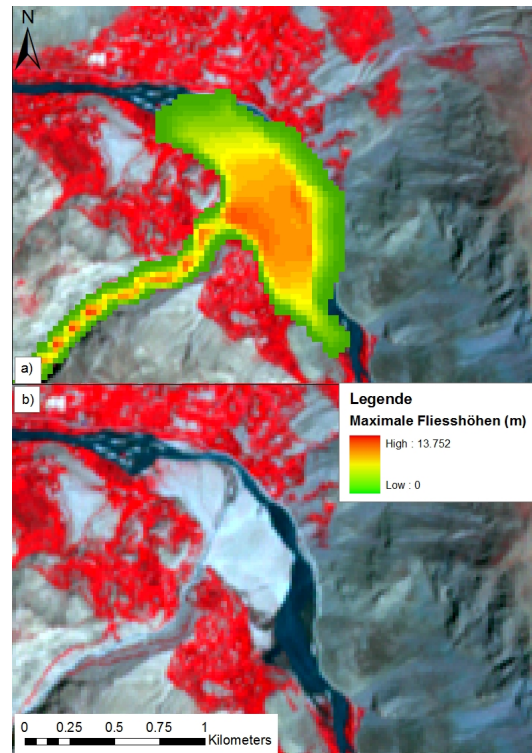 N
a)
b)
Legende
Maximale Fliesshöhen (m)
High : 13.752
Low : 0
0 0.25 0.5 0.75 1
Kilometers